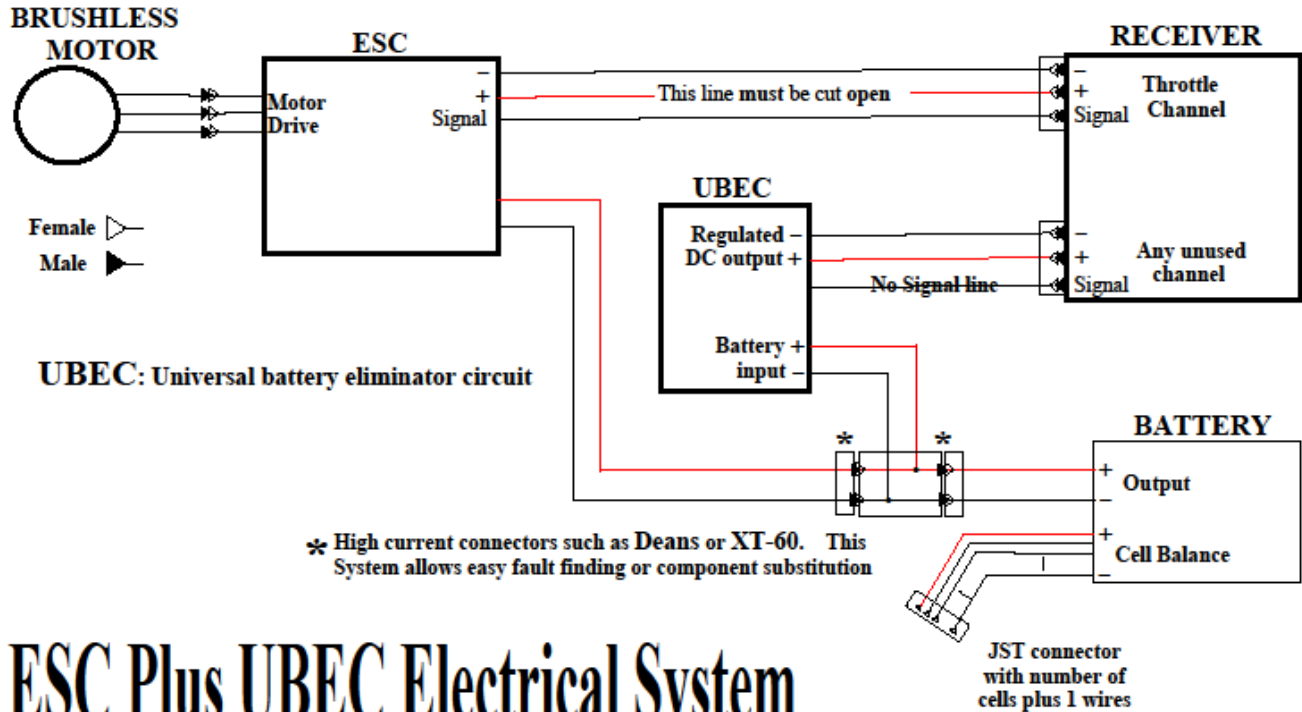 BRUSHLESS
MOTOR
ESC
RECEIVER
Motor
Drive
−
+
Signal
This line must be cut open
−
+
Signal
Throttle
Channel
UBEC
Female
Male
Regulated −
DC output +
No Signal line
−
+
Signal
Any unused
channel
Battery +
input −
UBEC: Universal battery eliminator circuit
BATTERY
* *
+
−
Output
+
−
Cell Balance
* High current connectors such as Deans or XT-60. This
System allows easy fault finding or component substitution
JST connector
with number of
cells plus 1 wires
ESC Plus UBEC Electrical System